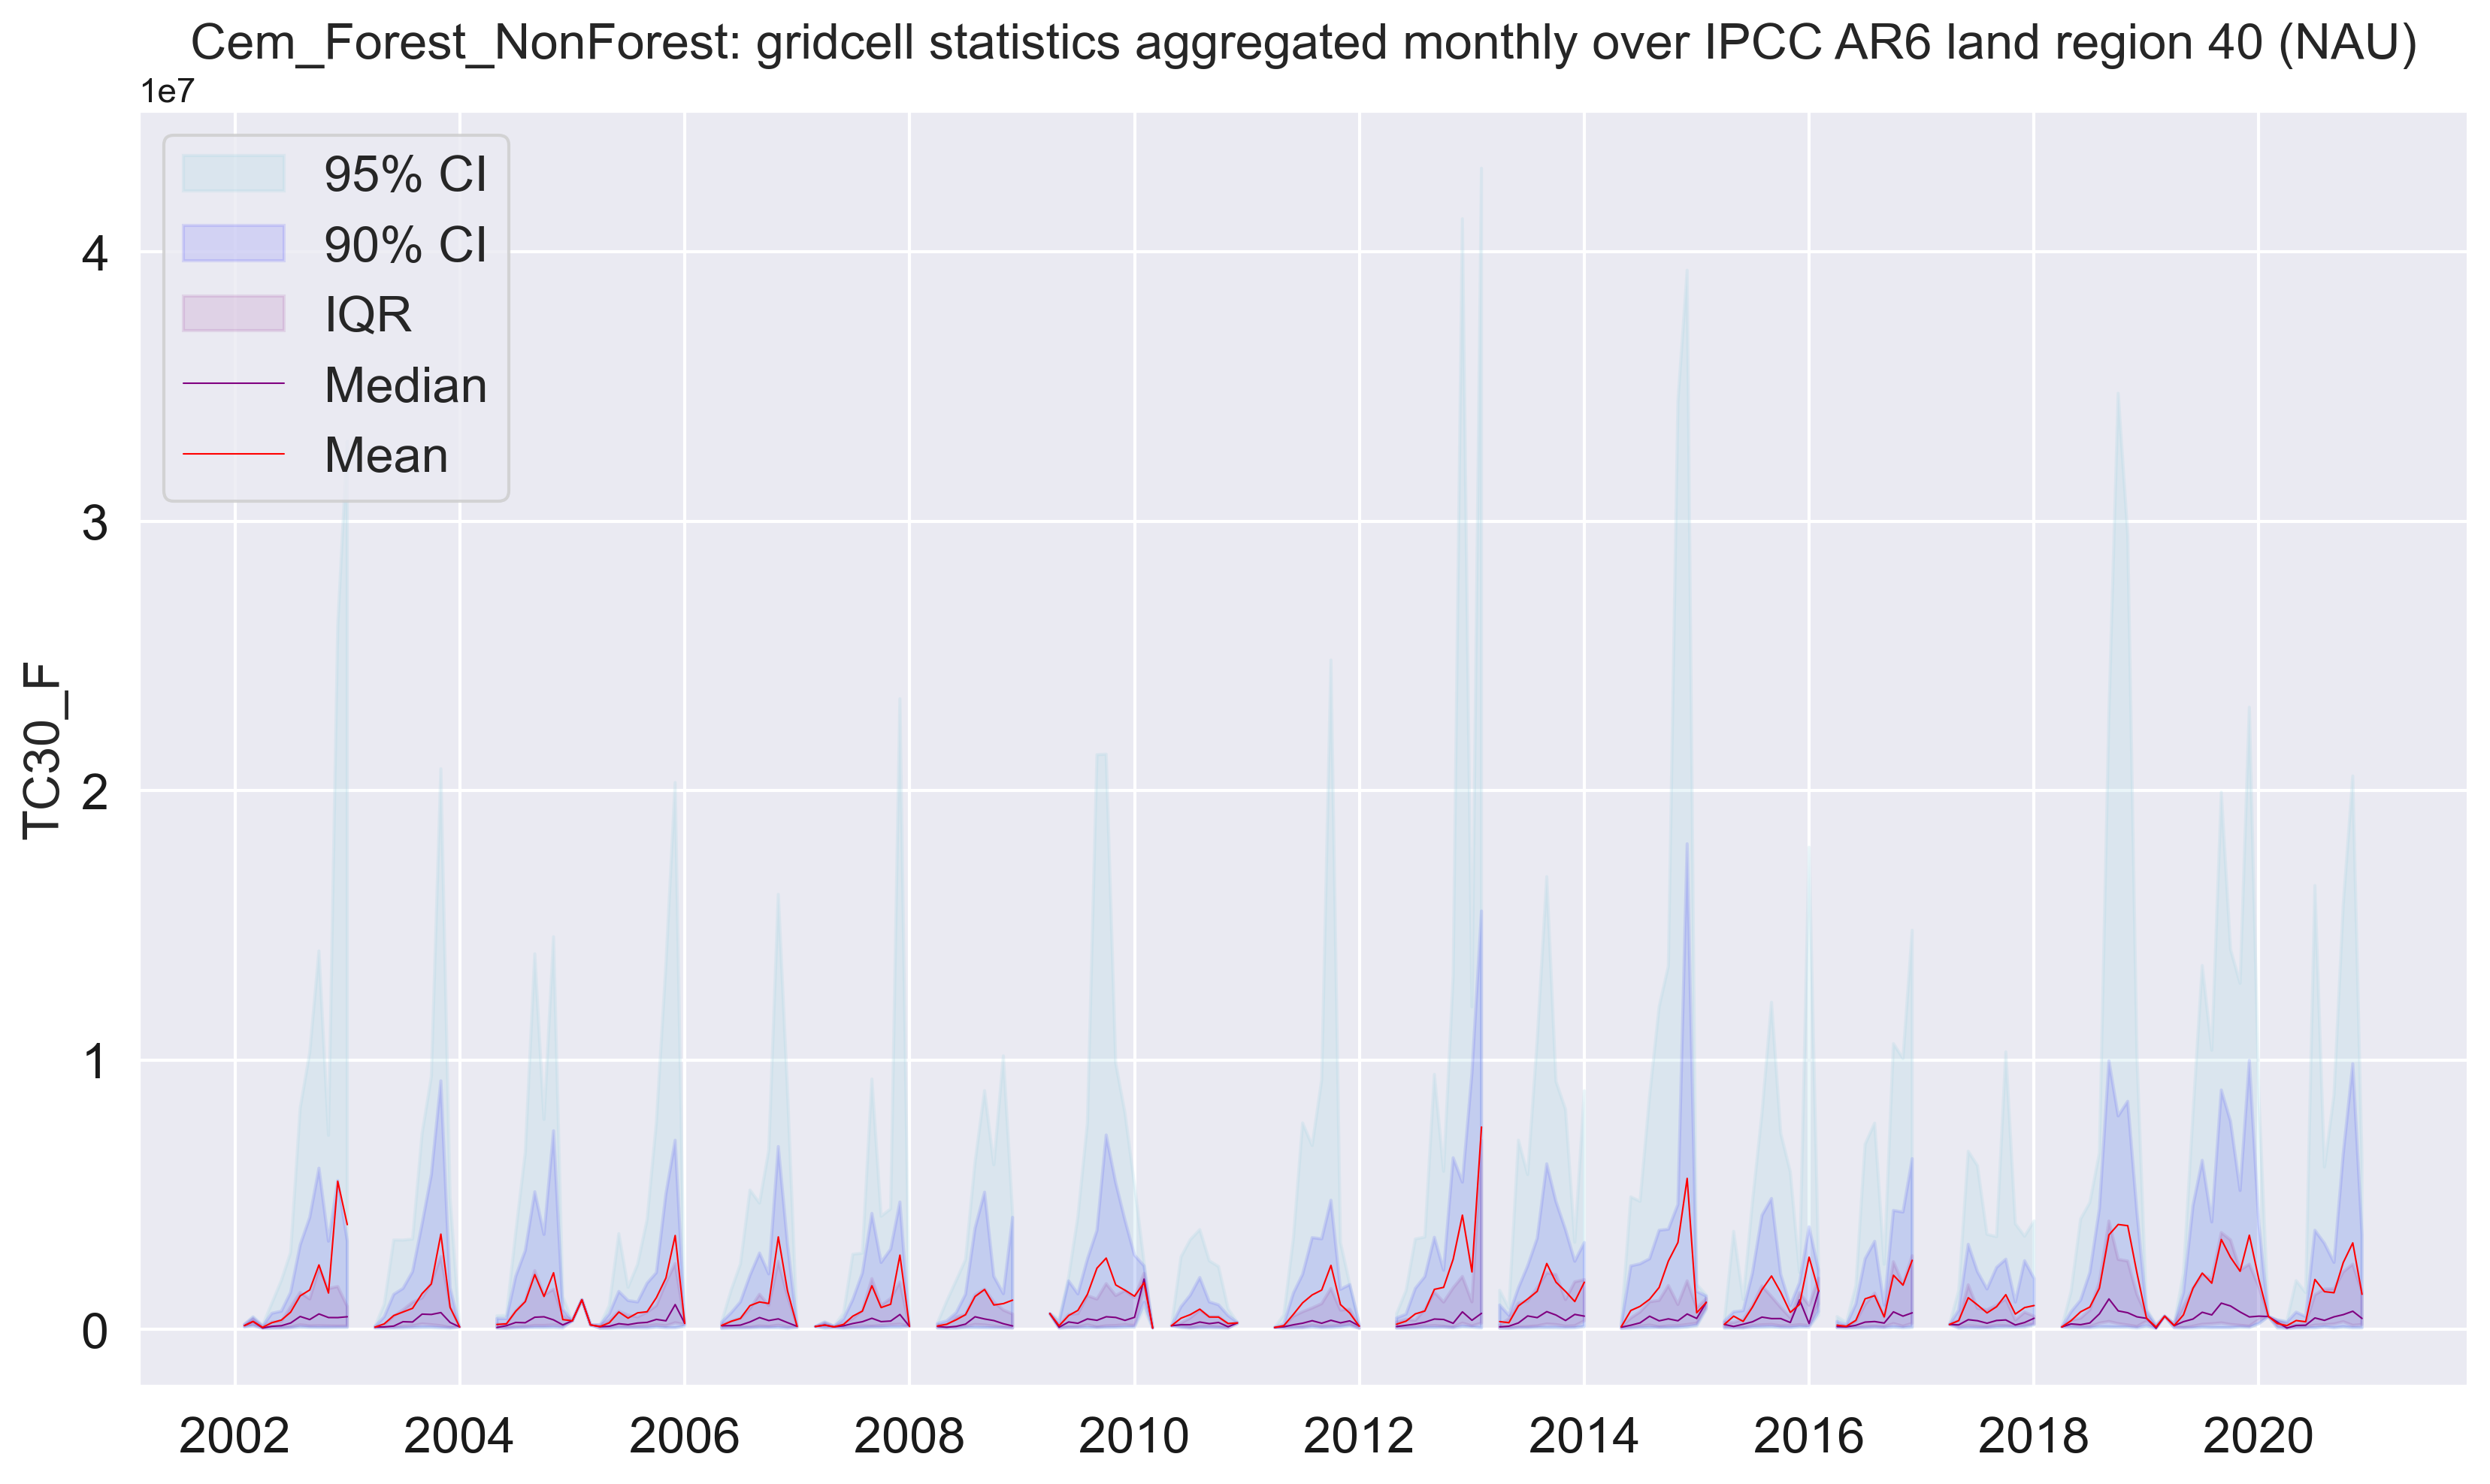 Cem_Forest_NonForest: gridcell statistics aggregated monthly over IPCC AR6 land region 40 (NAU)
1e7
95% CI
90% CI
IQR
Median
Mean
4
3
2
1
0
TC30_F
2002 2004 2006 2008 2010 2012 2014 2016 2018 2020